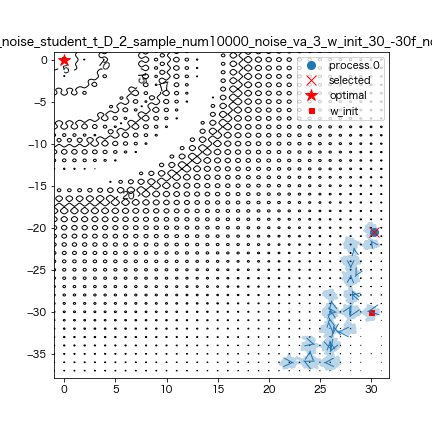 _noise_student_t_D_2_sample_num10000_noise_va_3_w_init_30_-30f_no
process 0
selected
optimal
w_init
0
−5
−10
−15
−20
−25
−30
−35
0 5 10 15 20 25 30